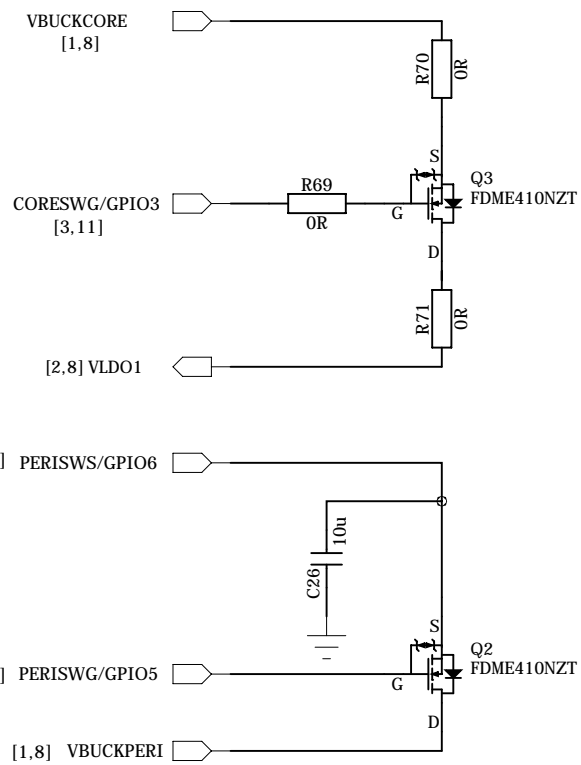 VBUCKCORE
[1,8]
R70
0R
S
Q3
FDME410NZT
R69
CORESWG/GPIO3
G
0R
[3,11]
D
R71
0R
[2,8] VLDO1
] PERISWS/GPIO6
10u
C26
S
Q2
FDME410NZT
] PERISWG/GPIO5
G
D
[1,8] VBUCKPERI